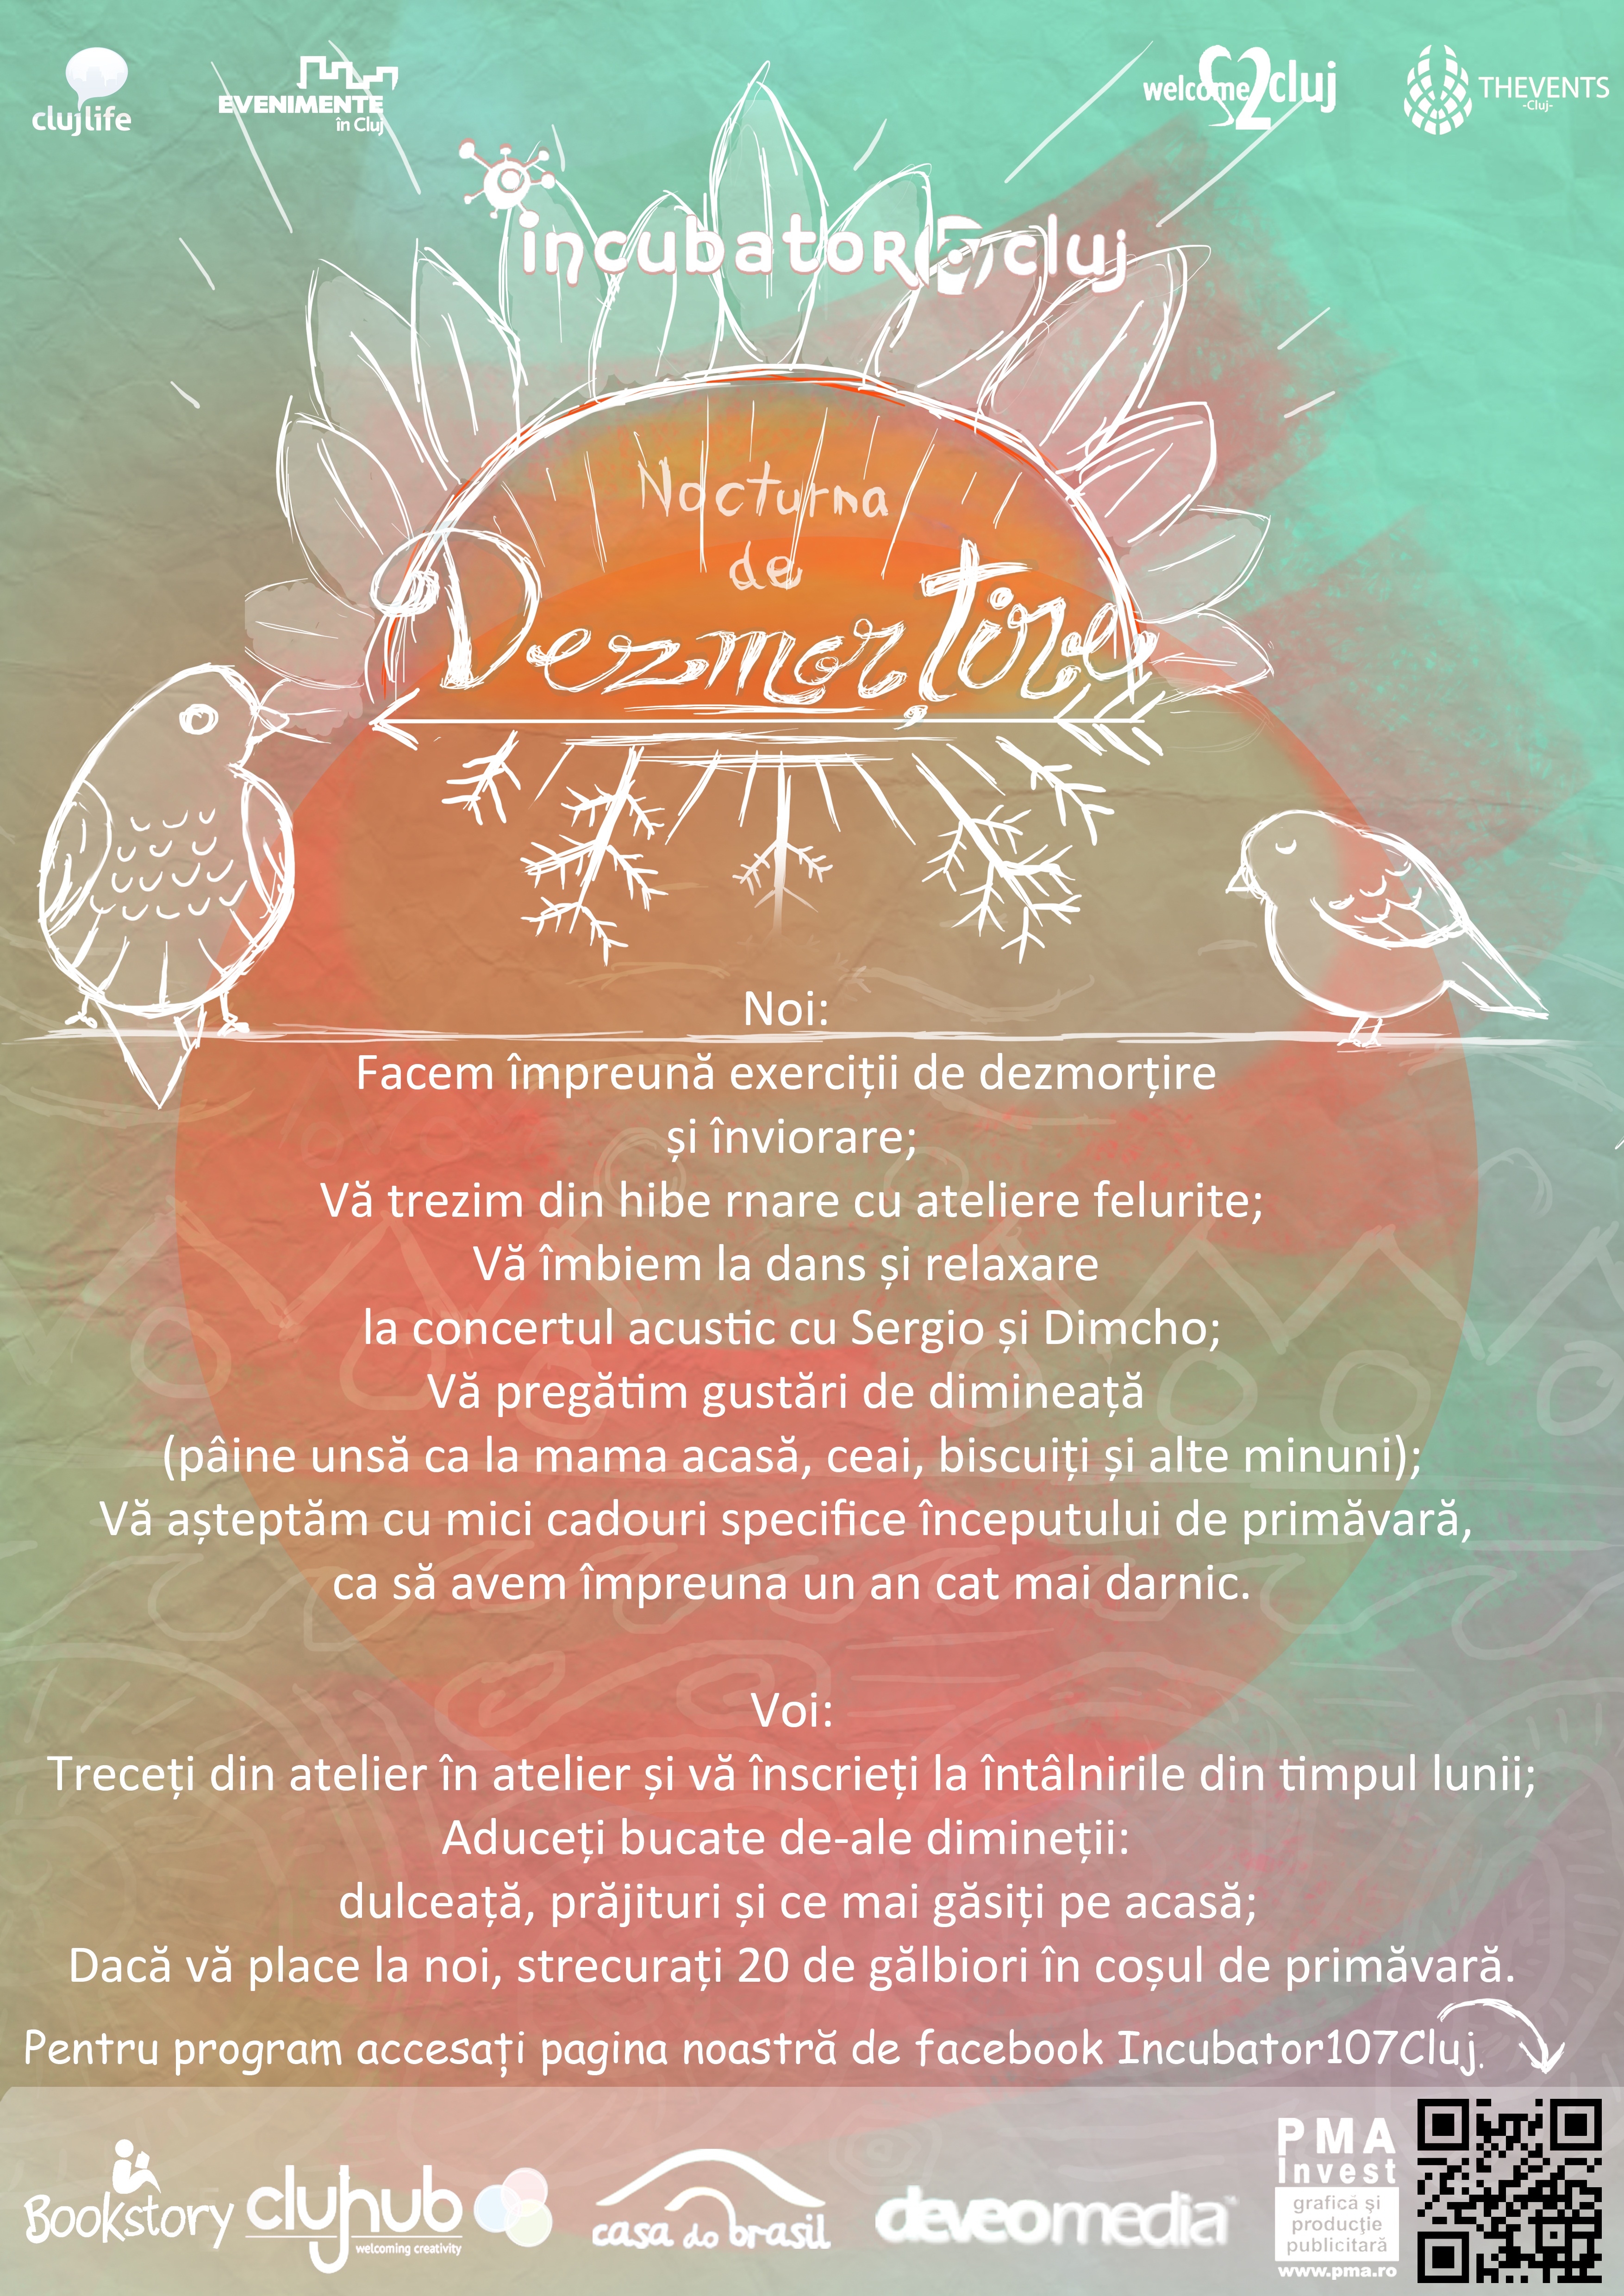 clujlife
EVENIMENTE
în Cluj
welcome2cluj
THEVENTS
-Cluj-
incubator cluj
Nocturna
de
Dezmorțire
Noi:
Facem împreună exerciții de dezmorțire
și înviorare;
Vă trezim din hibe rnare cu ateliere felurite;
Vă îmbiem la dans și relaxare
la concertul acustic cu Sergio și Dimcho;
Vă pregătim gustări de dimineață
(pâine unsă ca la mama acasă, ceai, biscuiți și alte minuni);
Vă așteptăm cu mici cadouri specifice începutului de primăvară,
ca să avem împreuna un an cat mai darnic.
Voi:
Treceți din atelier în atelier și vă înscrieți la întâlnirile din timpul lunii;
Aduceți bucate de-ale dimineții:
dulceață, prăjituri și ce mai găsiți pe acasă;
Dacă vă place la noi, strecurați 20 de gălbiori în coșul de primăvară.
Pentru program accesați pagina noastră de facebook Incubator107Cluj.
Bookstory
clujhub
welcoming creativity
casa do brasil
deveomedia™
PMA
Invest
grafică şi
producţie
publicitară
www.pma.ro